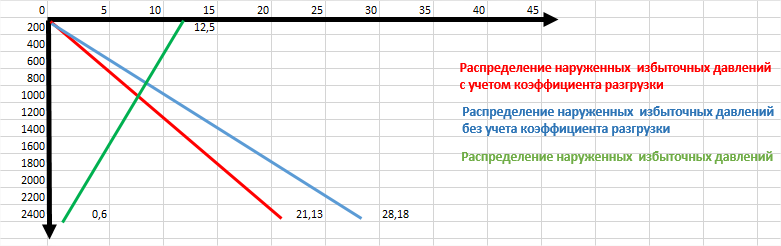 0 5 10 15 20 25 30 35 40 45
200 12,5
400
600
Распределение наруженных избыточных давлений
800
с учетом коэффициента разгрузки
1000
1200
Распределение наруженных избыточных давлений
1400
без учета коэффициента разгрузки
1600
1800
Распределение наруженных избыточных давлений
2000
2200
2400 0,6 21,13 28,18